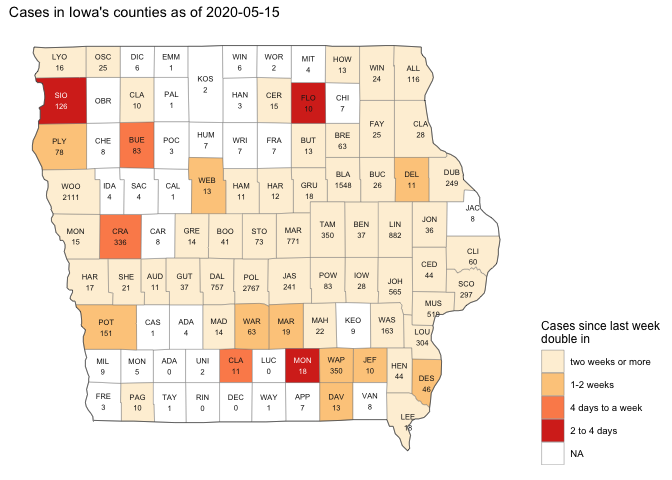 Cases in Iowa's counties as of 2020-05-15
LYO OSC DIC EMM WIN WOR MIT HOW WIN ALL
16 25 6 1 6 2 4 13 24 116
KOS
2
SIO OBR CLA PAL HAN CER FLO CHI
126 10 1 3 15 10 7
FAY CLA
25 28
PLY CHE BUE POC HUM WRI FRA BUT BRE
78 8 83 3 7 7 7 13 63
WOO IDA SAC CAL WEB HAM HAR GRU BLA BUC DEL DUB
2111 4 4 1 13 11 12 18 1548 26 11 249
JAC
8
MON CRA CAR GRE BOO STO MAR TAM BEN LIN JON
15 336 8 14 41 73 771 350 37 882 36
CLI
60
CED
44
HAR SHE AUD GUT DAL POL JAS POW IOW JOH SCO
17 21 11 37 757 2767 241 83 28 565 297
MUS
POT CAS ADA MAD WAR MAR MAH KEO WAS
151 1 4 14 63 19 22 9 163
LOU
304
MIL MON ADA UNI CLA LUC MON WAP JEF HEN
9 5 0 2 11 0 18 350 10 44
DES
46
FRE PAG TAY RIN DEC WAY APP DAV VAN
3 10 1 0 0 1 7 13 8
LEE
Cases since last week
double in
two weeks or more
1-2 weeks
4 days to a week
2 to 4 days
NA